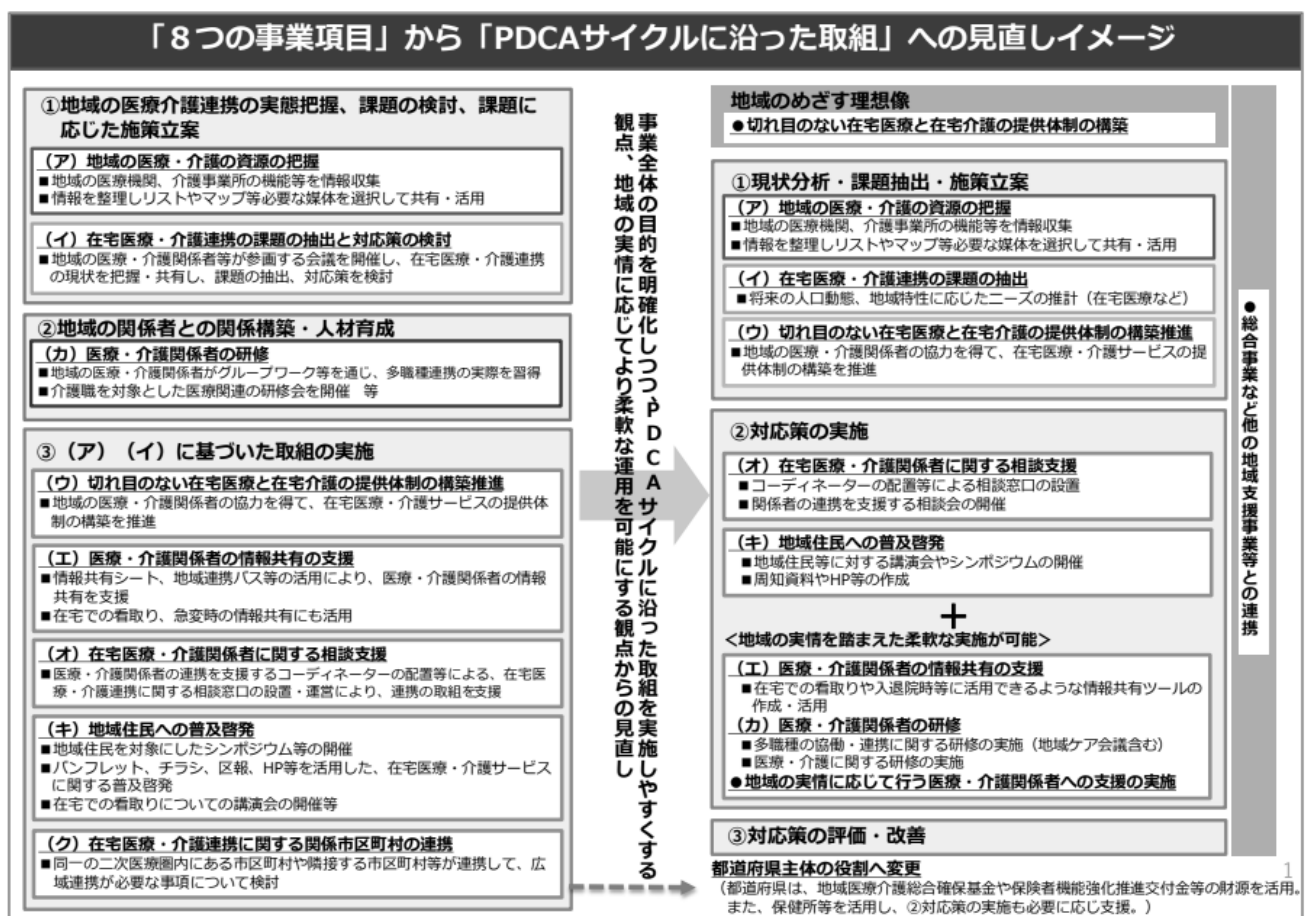 「８つの事業項目」から「PDCAサイクルに沿った取組」への見直しイメージ
①地域の医療介護連携の実態把握、課題の検討、課題に
応じた施策立案
（ア）地域の医療・介護の資源の把握
■地域の医療機関、介護事業所の機能等を情報収集
■情報を整理しリストやマップ等必要な媒体を選択して共有・活用
（イ）在宅医療・介護連携の課題の抽出と対応策の検討
■地域の医療・介護関係者等が参画する会議を開催し、在宅医療・介護連携
の現状を把握・共有し、課題の抽出、対応策を検討
②地域の関係者との関係構築・人材育成
（カ）医療・介護関係者の研修
■地域の医療・介護関係者がグループワーク等を通じ、多職種連携の実際を習得
■介護職を対象とした医療関連の研修会を開催　等
③（ア）（イ）に基づいた取組の実施
（ウ）切れ目のない在宅医療と在宅介護の提供体制の構築推進
■地域の医療・介護関係者の協力を得て、在宅医療・介護サービスの提供体
制の構築を推進
（エ）医療・介護関係者の情報共有の支援
■情報共有シート、地域連携パス等の活用により、医療・介護関係者の情報
共有を支援
■在宅での看取り、急変時の情報共有にも活用
（オ）在宅医療・介護関係者に関する相談支援
■医療・介護関係者の連携を支援するコーディネーターの配置等による、在宅医
療・介護連携に関する相談窓口の設置・運営により、連携の取組を支援
（キ）地域住民への普及啓発
■地域住民を対象にしたシンポジウム等の開催
■パンフレット、チラシ、区報、HP等を活用した、在宅医療・介護サービス
に関する普及啓発
■在宅での看取りについての講演会の開催等
（ク）在宅医療・介護連携に関する関係市区町村の連携
■同一の二次医療圏内にある市区町村や隣接する市区町村等が連携して、広
域連携が必要な事項について検討
事業全体の目的を明確化しつつ、PDCAサイクルに沿った取組を実施しやすくする
観点、地域の実情に応じてより柔軟な運用を可能にする観点からの見直し
地域のめざす理想像
●切れ目のない在宅医療と在宅介護の提供体制の構築
①現状分析・課題抽出・施策立案
（ア）地域の医療・介護の資源の把握
■地域の医療機関、介護事業所の機能等を情報収集
■情報を整理しリストやマップ等必要な媒体を選択して共有・活用
（イ）在宅医療・介護連携の課題の抽出
■将来の人口動態、地域特性に応じたニーズの推計（在宅医療など）
（ウ）切れ目のない在宅医療と在宅介護の提供体制の構築推進
■地域の医療・介護関係者の協力を得て、在宅医療・介護サービスの提
供体制の構築を推進
②対応策の実施
（オ）在宅医療・介護関係者に関する相談支援
■コーディネーターの配置等による相談窓口の設置
■関係者の連携を支援する相談会の開催
（キ）地域住民への普及啓発
■地域住民等に対する講演会やシンポジウムの開催
■周知資料やHP等の作成
＋
<地域の実情を踏まえた柔軟な実施が可能>
（エ）医療・介護関係者の情報共有の支援
■在宅での看取りや入退院時等に活用できるような情報共有ツールの
作成・活用
（カ）医療・介護関係者の研修
■多職種の協働・連携に関する研修の実施（地域ケア会議含む）
■医療・介護に関する研修の実施
●地域の実情に応じて行う医療・介護関係者への支援の実施
③対応策の評価・改善
●総合事業など他の地域支援事業等との連携
都道府県主体の役割へ変更
（都道府県は、地域医療介護総合確保基金や保険者機能強化推進交付金等の財源を活用。
また、保健所等を活用し、②対応策の実施も必要に応じ支援。）
1